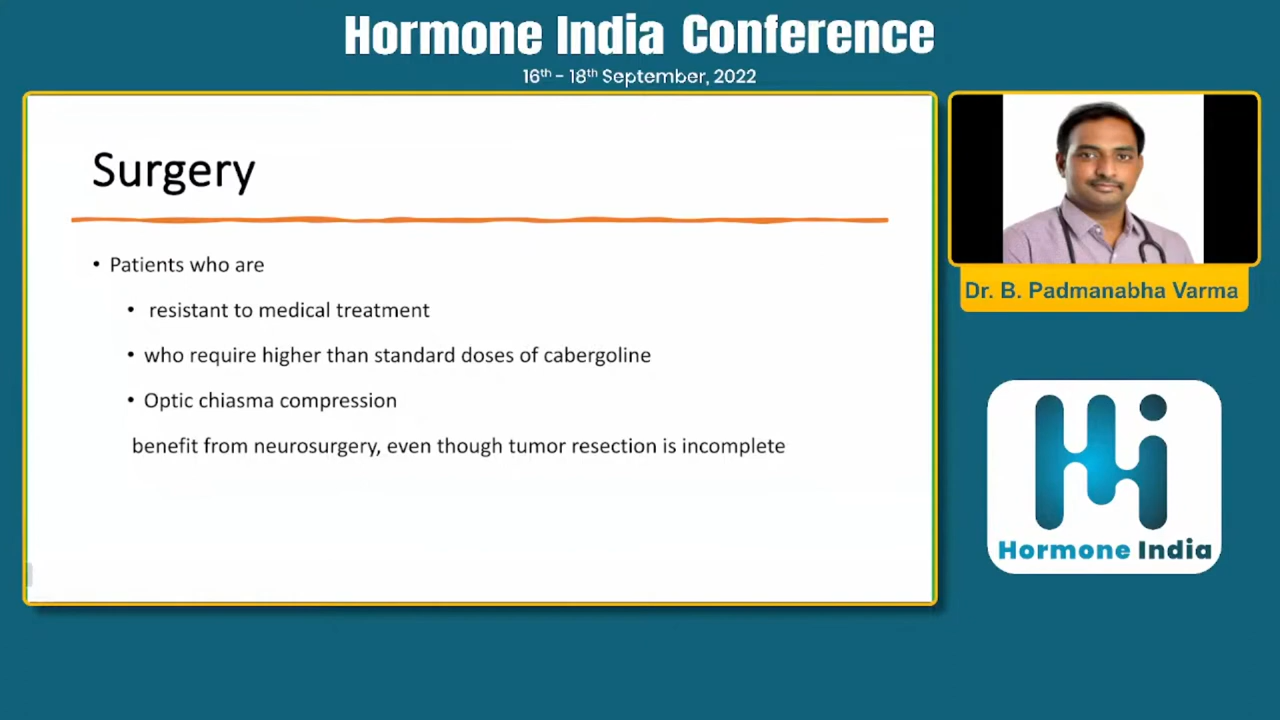 Hormone India Conference
16th - 18th September, 2022
Surgery
• Patients who are
• resistant to medical treatment
• who require higher than standard doses of cabergoline
• Optic chiasma compression
benefit from neurosurgery, even though tumor resection is incomplete
Dr. B. Padmanabha Varma
Hi
Hormone India